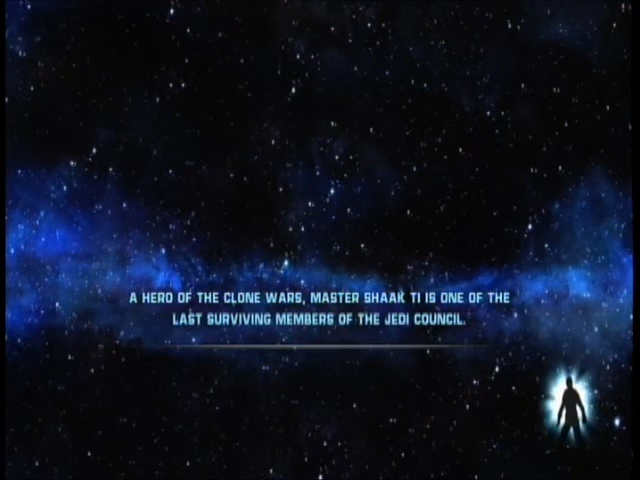 A HERO OF THE CLONE WARS, MASTER SHAAK TI IS ONE OF THE
LAST SURVIVING MEMBERS OF THE JEDI COUNCIL.